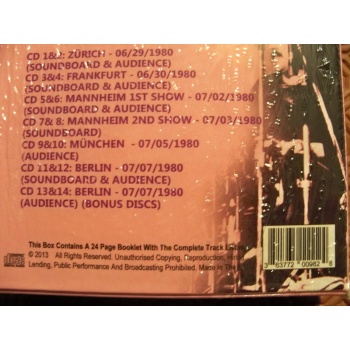 CD 1&2: ZÜRICH - 06/29/1980
(SOUNDBOARD & AUDIENCE)
CD 3&4: FRANKFURT - 06/30/1980
(SOUNDBOARD & AUDIENCE)
CD 5&6: MANNHEIM 1ST SHOW - 07/02/1980
(SOUNDBOARD & AUDIENCE)
CD 7& 8: MANNHEIM 2ND SHOW - 07/03/1980
(SOUNDBOARD)
CD 9&10: MÜNCHEN - 07/05/1980
(AUDIENCE)
CD 11&12: BERLIN - 07/07/1980
(SOUNDBOARD & AUDIENCE)
CD 13&14: BERLIN - 07/07/1980
(AUDIENCE) (BONUS DISCS)
This Box Contains A 24 Page Booklet With The Complete Track
© 2013 All Rights Reserved. Unauthorised Copying, Reproduction,
Lending, Public Performance And Broadcasting Prohibited. Made In The
3 63772 00982 8